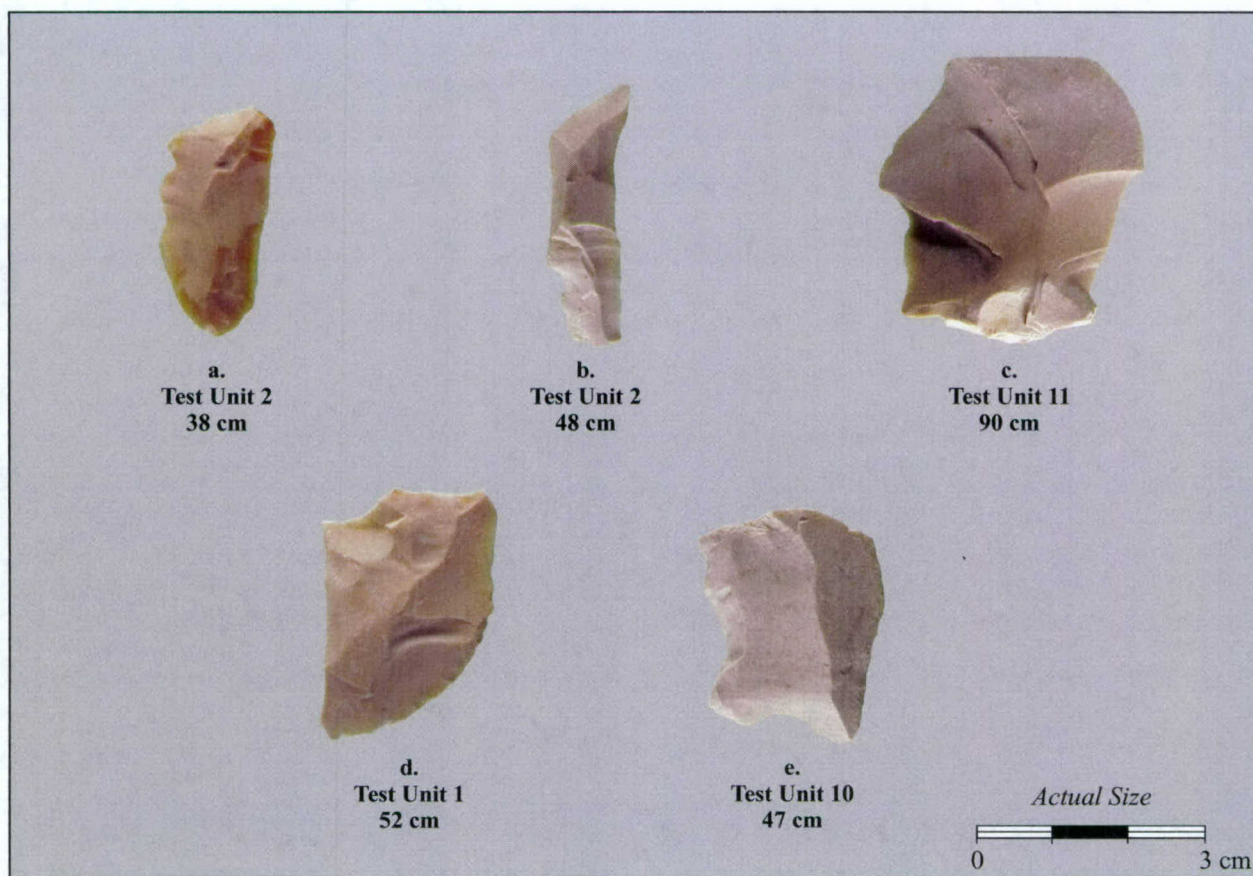 a.
Test Unit 2
38 cm
b.
Test Unit 2
48 cm
c.
Test Unit 11
90 cm
d.
Test Unit 1
52 cm
e.
Test Unit 10
47 cm
Actual Size
0 3 cm